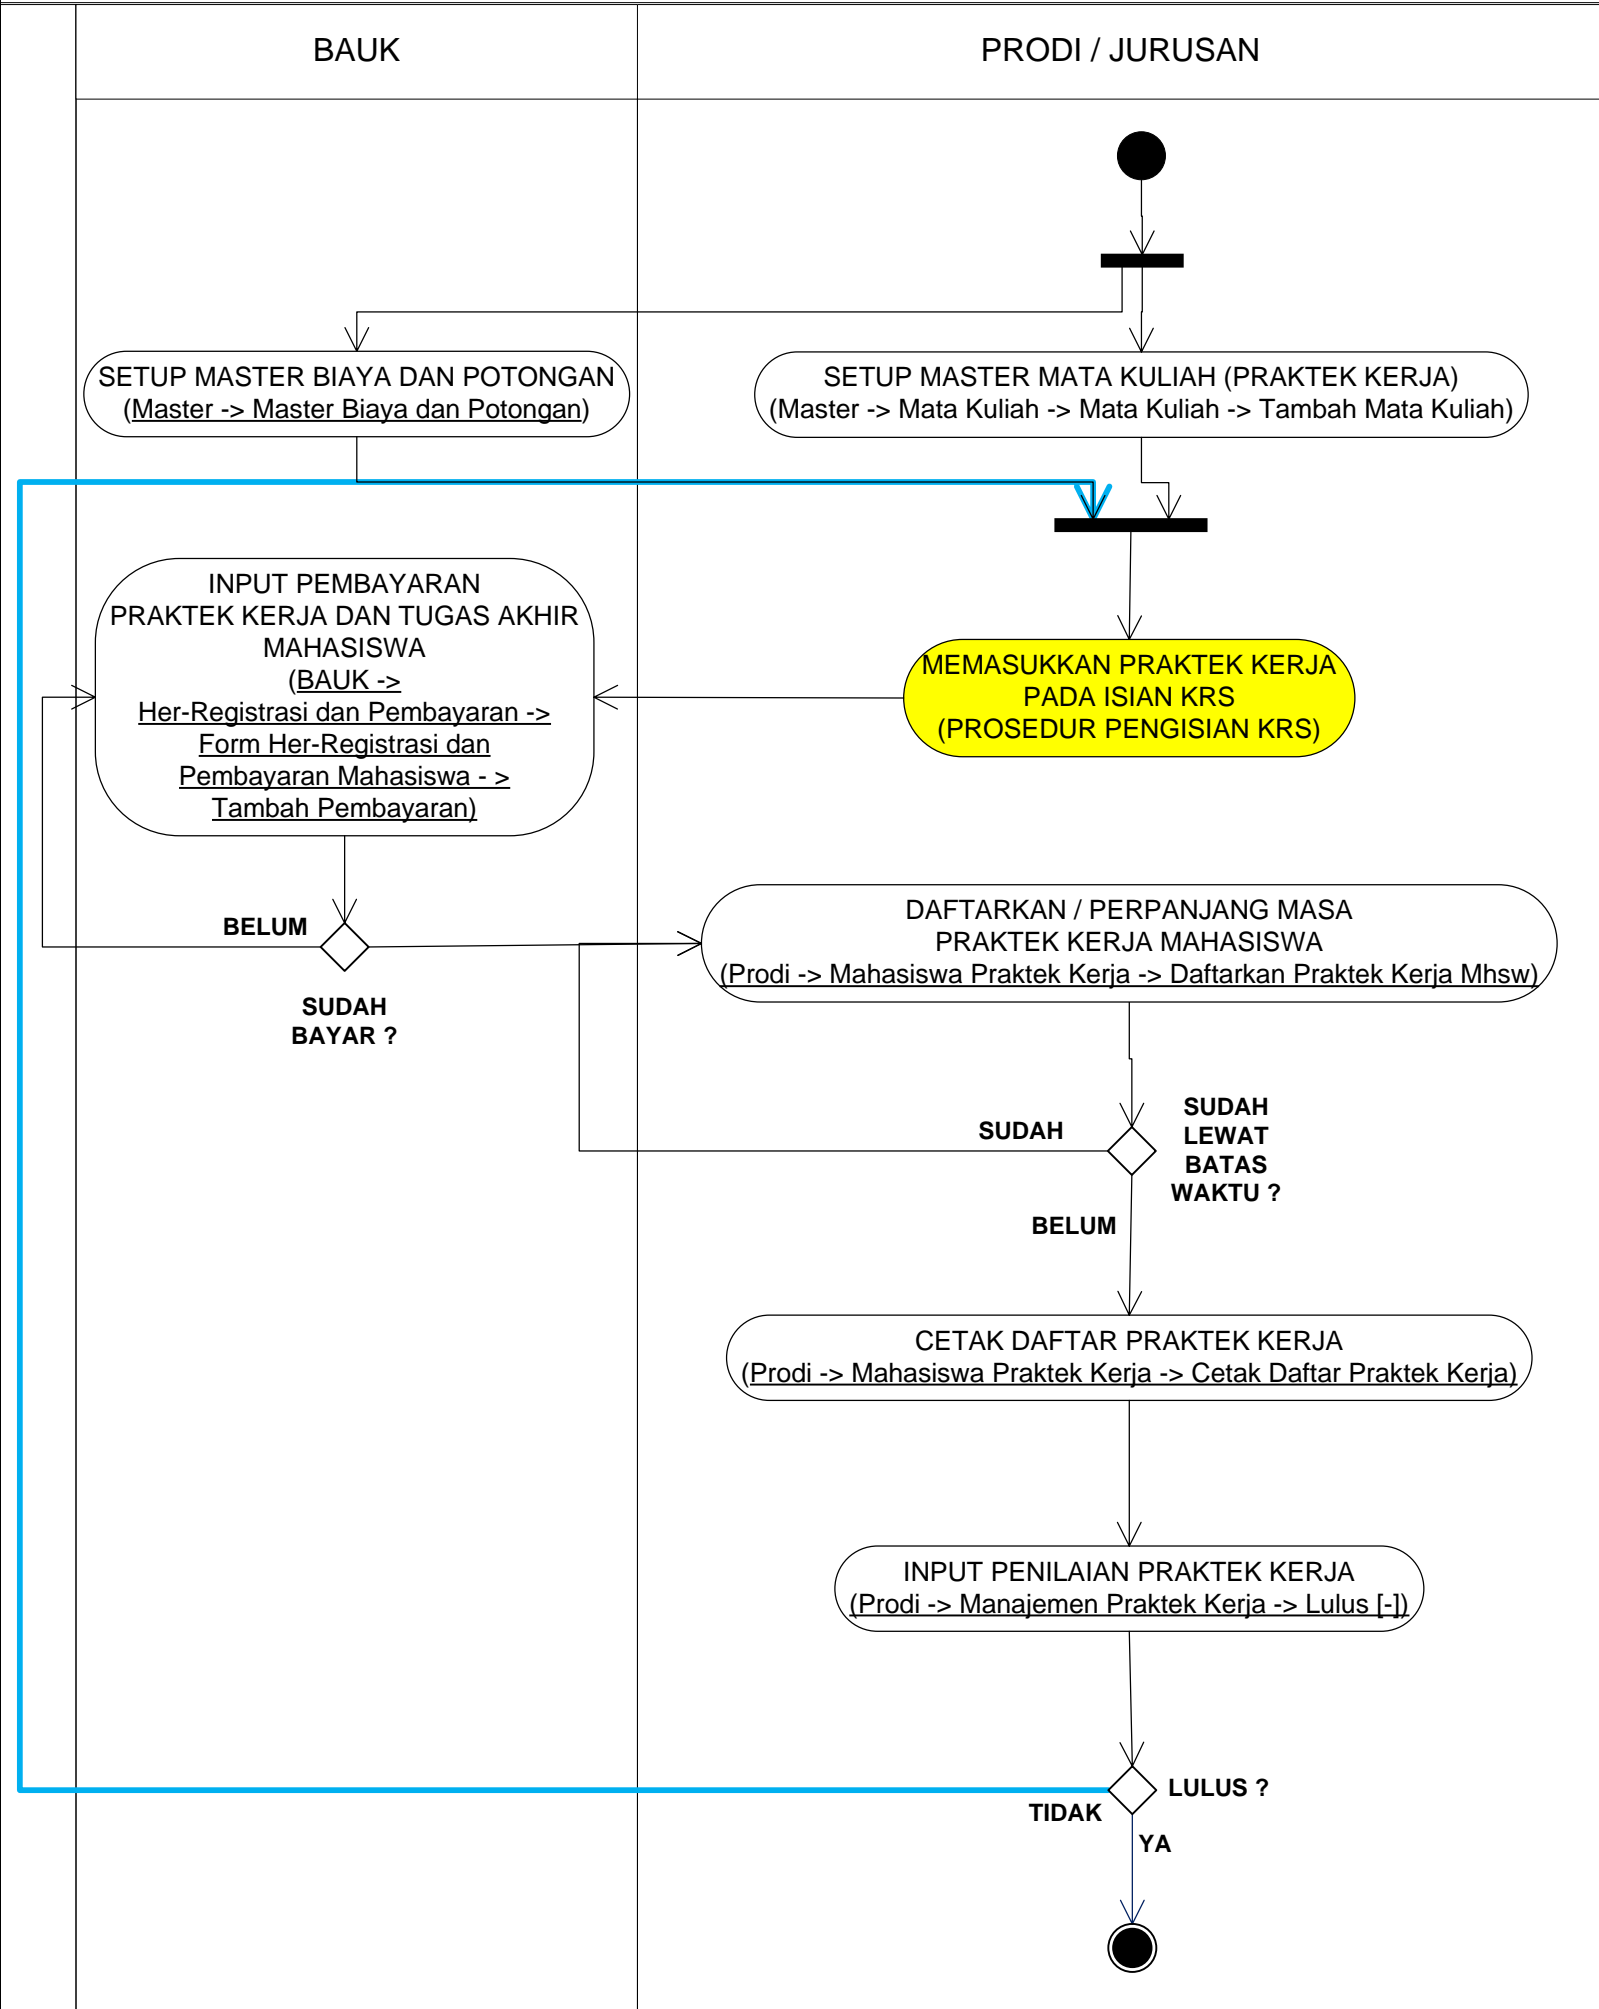 BAUK
PRODI / JURUSAN
SETUP MASTER BIAYA DAN POTONGAN
(Master -> Master Biaya dan Potongan)
SETUP MASTER MATA KULIAH (PRAKTEK KERJA)
(Master -> Mata Kuliah -> Mata Kuliah -> Tambah Mata Kuliah)
INPUT PEMBAYARAN
PRAKTEK KERJA DAN TUGAS AKHIR
MAHASISWA
(BAUK ->
Her-Registrasi dan Pembayaran ->
Form Her-Registrasi dan
Pembayaran Mahasiswa - >
Tambah Pembayaran)
MEMASUKKAN PRAKTEK KERJA
PADA ISIAN KRS
(PROSEDUR PENGISIAN KRS)
BELUM
SUDAH
BAYAR ?
DAFTARKAN / PERPANJANG MASA
PRAKTEK KERJA MAHASISWA
(Prodi -> Mahasiswa Praktek Kerja -> Daftarkan Praktek Kerja Mhsw)
SUDAH
SUDAH
LEWAT
BATAS
WAKTU ?
BELUM
CETAK DAFTAR PRAKTEK KERJA
(Prodi -> Mahasiswa Praktek Kerja -> Cetak Daftar Praktek Kerja)
INPUT PENILAIAN PRAKTEK KERJA
(Prodi -> Manajemen Praktek Kerja -> Lulus [-])
LULUS ?
TIDAK
YA